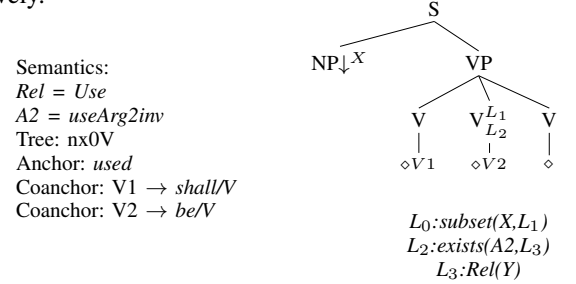 vely.
Semantics:
Rel = Use
A2 = useArg2inv
Tree: nx0V
Anchor: used
Coanchor: V1 → shall/V
Coanchor: V2 → be/V
S
NP↓X VP
V V L1 L2 V
⋄V1 ⋄V2 ⋄
L0:subset(X,L1)
L2:exists(A2,L3)
L3:Rel(Y)